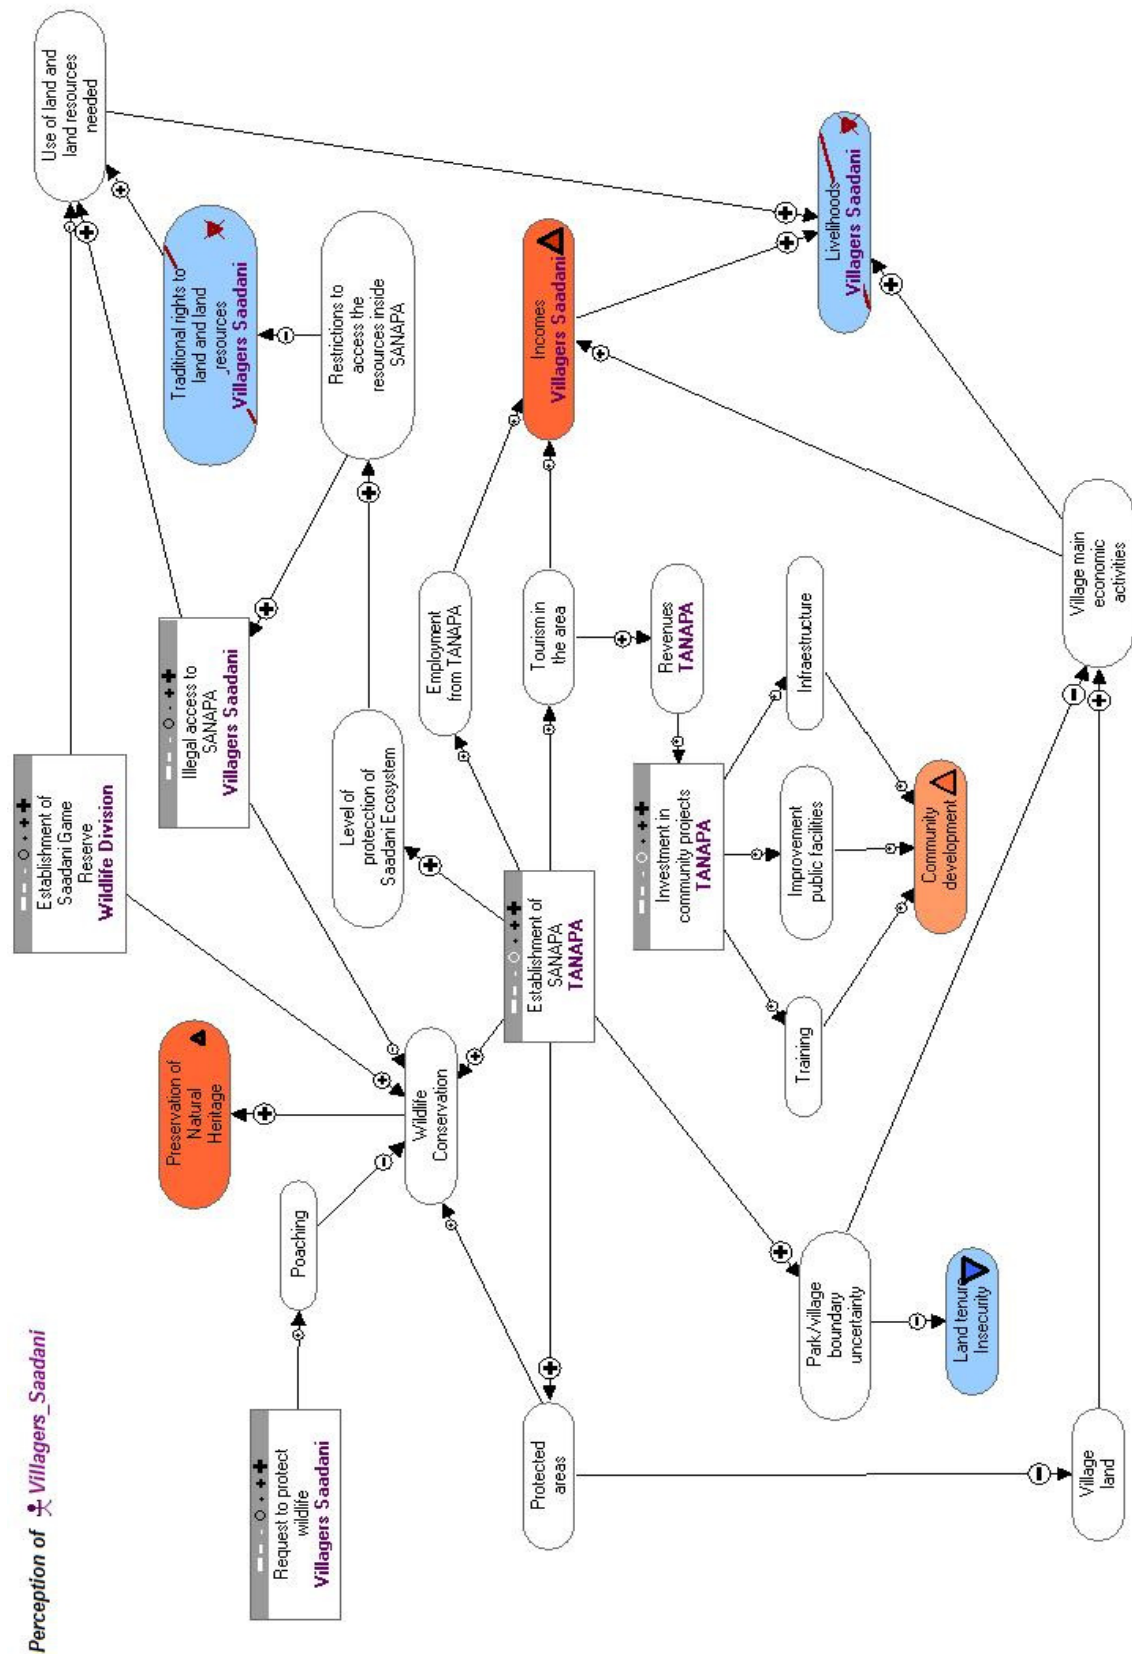 Perception of Villagers_Saadani
Request to protect
wildlife
Villagers Saadani
Poaching
Preservation of
Natural
Heritage
Establishment of
Saadani Game
Reserve
Wildlife Division
Illegal access to
SANAPA
Villagers Saadani
Use of land and
land resources
needed
Traditional rights to
land and land
resources
Villagers Saadani
Restrictions to
access the
resources inside
SANAPA
Level of
protecction of
Saadani Ecosystem
Wildlife
Conservation
Employment
from TANAPA
Establishment of
SANAPA
TANAPA
Tourism in
the area
Incomes
Villagers Saadani
Protected
areas
Revenues
TANAPA
Investment in
community projects
TANAPA
Training
Improvement
public facilities
Infraestructure
Community
development
Livelihoods
Villagers Saadani
Park/village
boundary
uncertainty
Land tenure
Insecurity
Village
land
Village main
economic
activities